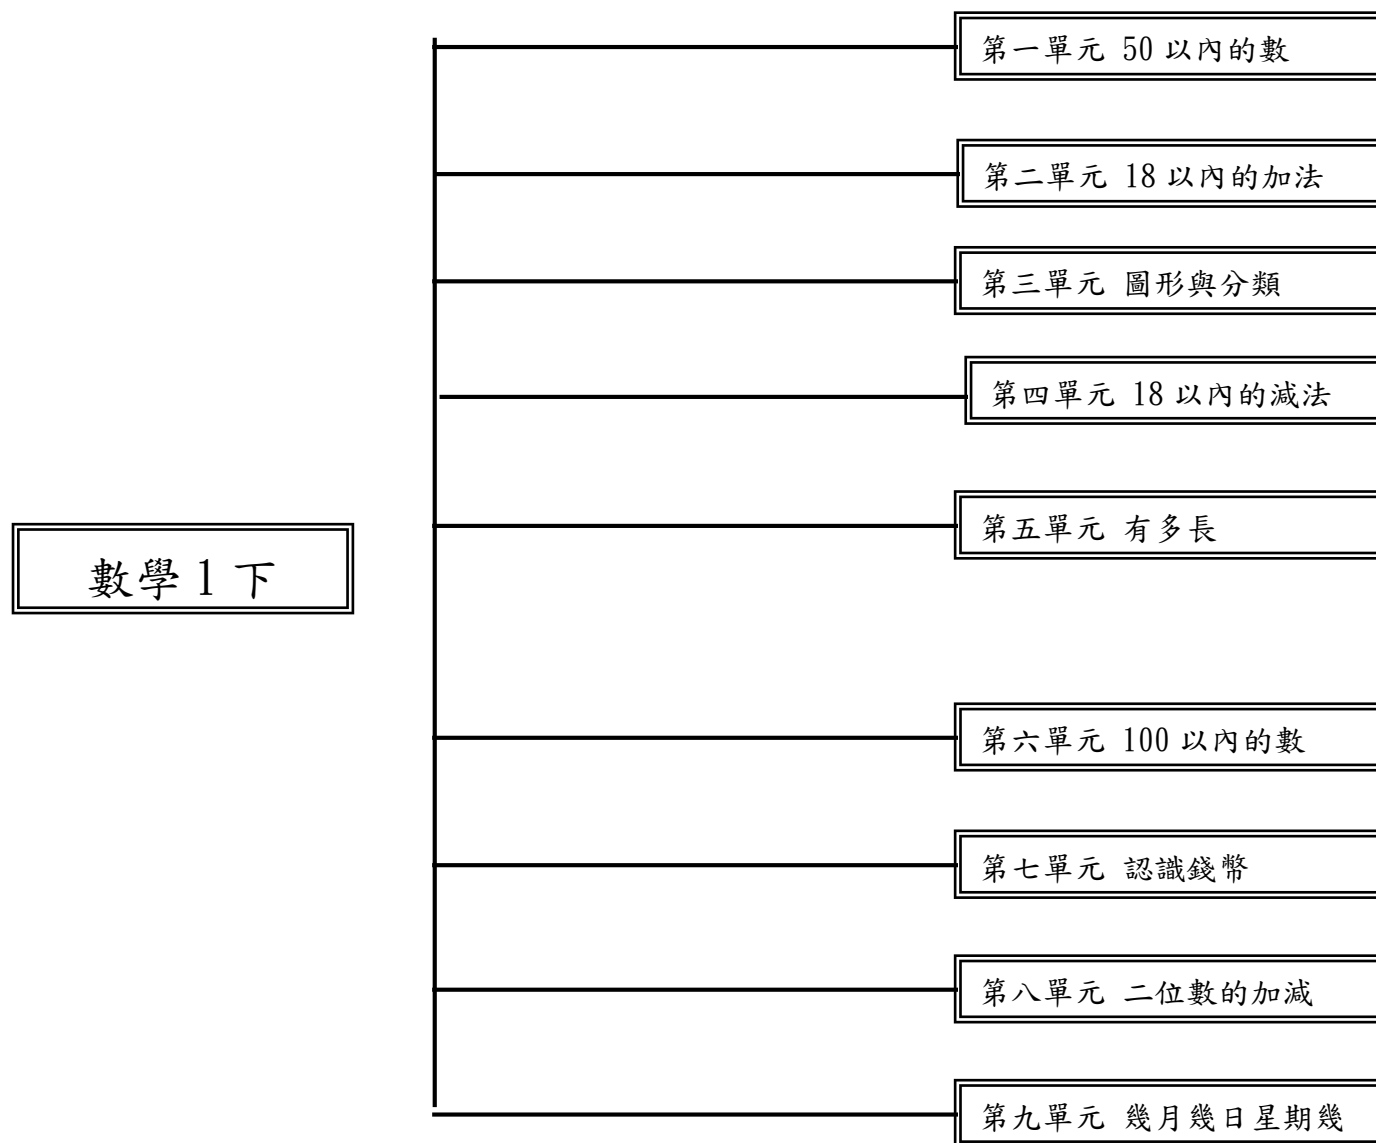 第一單元 50 以內的數
第二單元 18 以內的加法
第三單元 圖形與分類
第四單元 18 以內的減法
第五單元 有多長
數學 1 下
第六單元 100 以內的數
第七單元 認識錢幣
第八單元 二位數的加減
第九單元 幾月幾日星期幾